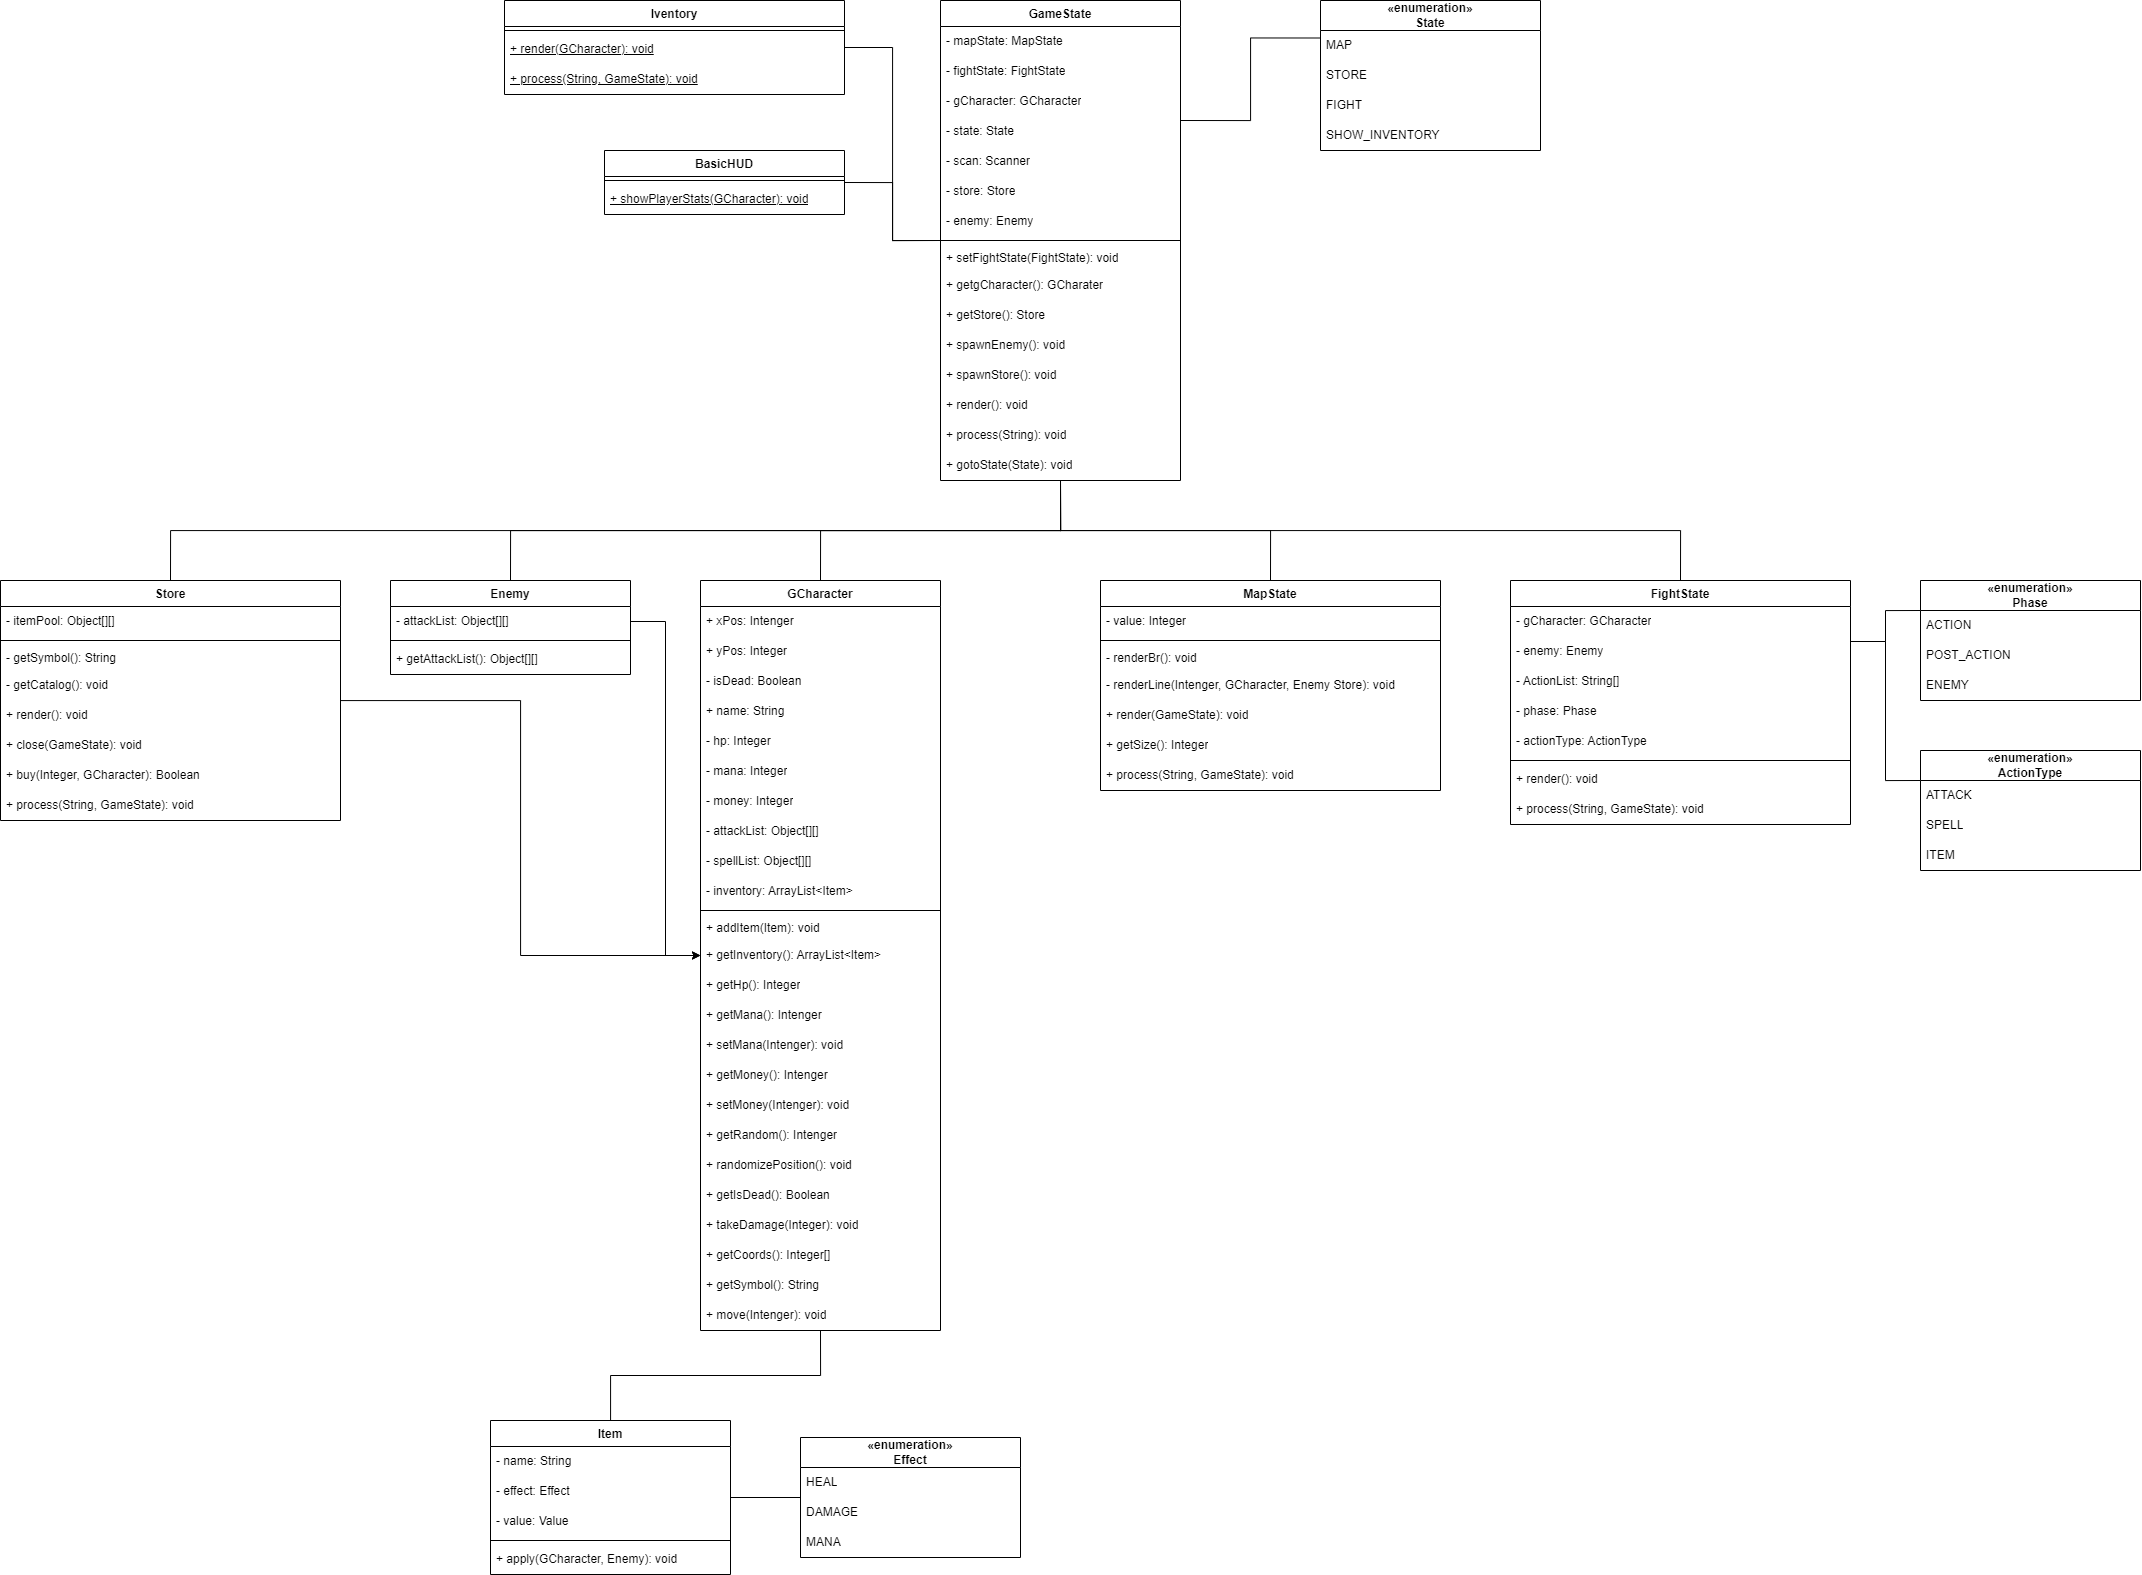 Iventory
+ render(GCharacter): void
+ process(String, GameState): void
BasicHUD
+ showPlayerStats(GCharacter): void
GameState
- mapState: MapState
- fightState: FightState
- gCharacter: GCharacter
- state: State
- scan: Scanner
- store: Store
- enemy: Enemy
+ setFightState(FightState): void
+ getgCharacter(): GCharater
+ getStore(): Store
+ spawnEnemy(): void
+ spawnStore(): void
+ render(): void
+ process(String): void
+ gotoState(State): void
«enumeration»
State
MAP
STORE
FIGHT
SHOW_INVENTORY
Store
- itemPool: Object[][]
- getSymbol(): String
- getCatalog(): void
+ render(): void
+ close(GameState): void
+ buy(Integer, GCharacter): Boolean
+ process(String, GameState): void
Enemy
- attackList: Object[][]
+ getAttackList(): Object[][]
GCharacter
+ xPos: Intenger
+ yPos: Integer
- isDead: Boolean
+ name: String
- hp: Integer
- mana: Integer
- money: Integer
- attackList: Object[][]
- spellList: Object[][]
- inventory: ArrayList<Item>
+ addItem(Item): void
+ getInventory(): ArrayList<Item>
+ getHp(): Integer
+ getMana(): Intenger
+ setMana(Intenger): void
+ getMoney(): Intenger
+ setMoney(Intenger): void
+ getRandom(): Intenger
+ randomizePosition(): void
+ getIsDead(): Boolean
+ takeDamage(Integer): void
+ getCoords(): Integer[]
+ getSymbol(): String
+ move(Intenger): void
MapState
- value: Integer
- renderBr(): void
- renderLine(Intenger, GCharacter, Enemy Store): void
+ render(GameState): void
+ getSize(): Integer
+ process(String, GameState): void
FightState
- gCharacter: GCharacter
- enemy: Enemy
- ActionList: String[]
- phase: Phase
- actionType: ActionType
+ render(): void
+ process(String, GameState): void
«enumeration»
Phase
ACTION
POST_ACTION
ENEMY
«enumeration»
ActionType
ATTACK
SPELL
ITEM
Item
- name: String
- effect: Effect
- value: Value
+ apply(GCharacter, Enemy): void
«enumeration»
Effect
HEAL
DAMAGE
MANA